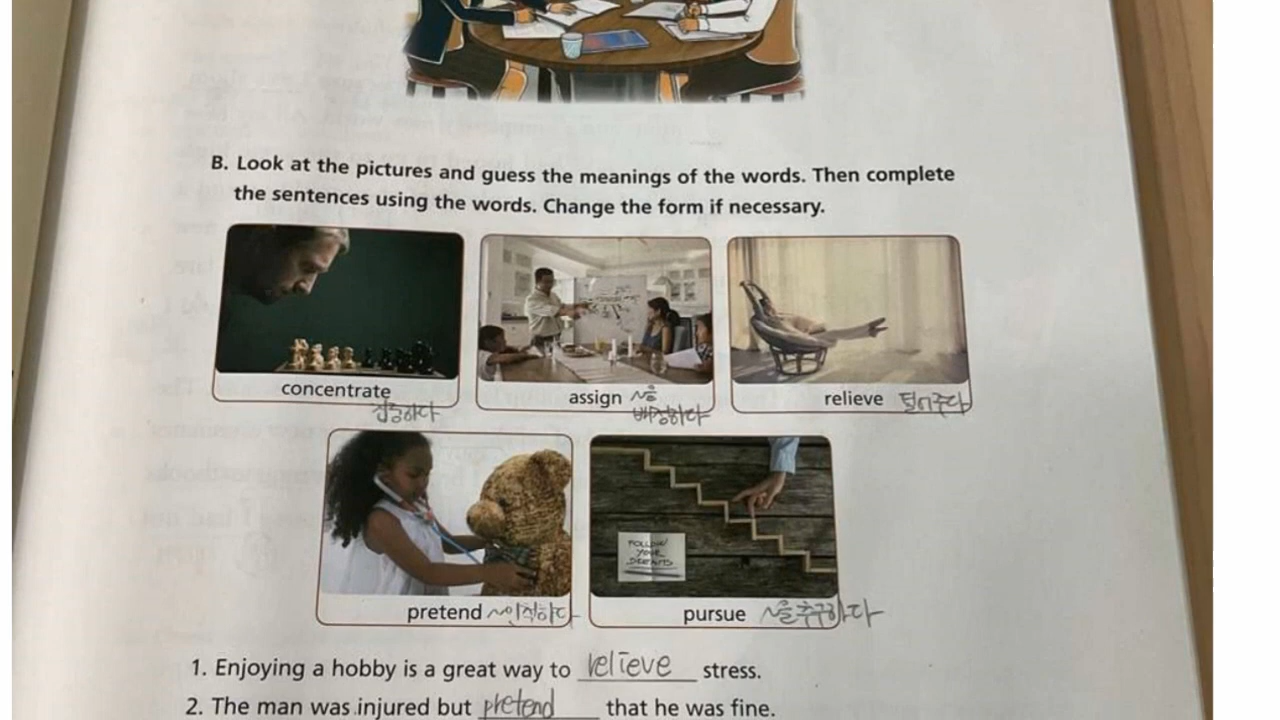 B. Look at the pictures and guess the meanings of the words. Then complete
the sentences using the words. Change the form if necessary.
concentrate
집중하다
assign ~을
배정하다
relieve 덜어주다
FOLLOW
YOUR
DREAMS
pretend ~인척하다
pursue ~을 추구하다
1. Enjoying a hobby is a great way to relieve stress.
2. The man was injured but pretend that he was fine.